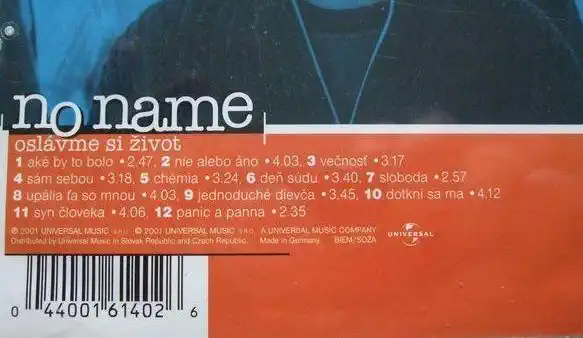 no name
oslávme si život
1 aké by to bolo • 2.47, 2 nie alebo áno • 4.03, 3 večnosť • 3.17
4 sám sebou • 3.18, 5 chémia • 3.24, 6 deň súdu • 3.40, 7 sloboda • 2.57
8 upália ťa so mnou • 4.03, 9 jednoduché dievča • 3.45, 10 dotkni sa ma • 4.12
11 syn človeka • 4.06, 12 panic a panna • 2.35
℗ 2001 UNIVERSAL MUSIC s.r.o. © 2001 UNIVERSAL MUSIC s.r.o. A UNIVERSAL MUSIC COMPANY
Distributed by Universal Music in Slovak Republic and Czech Republic. Made in Germany BIEM/SOZA
UNIVERSAL
0 44001 61402 6